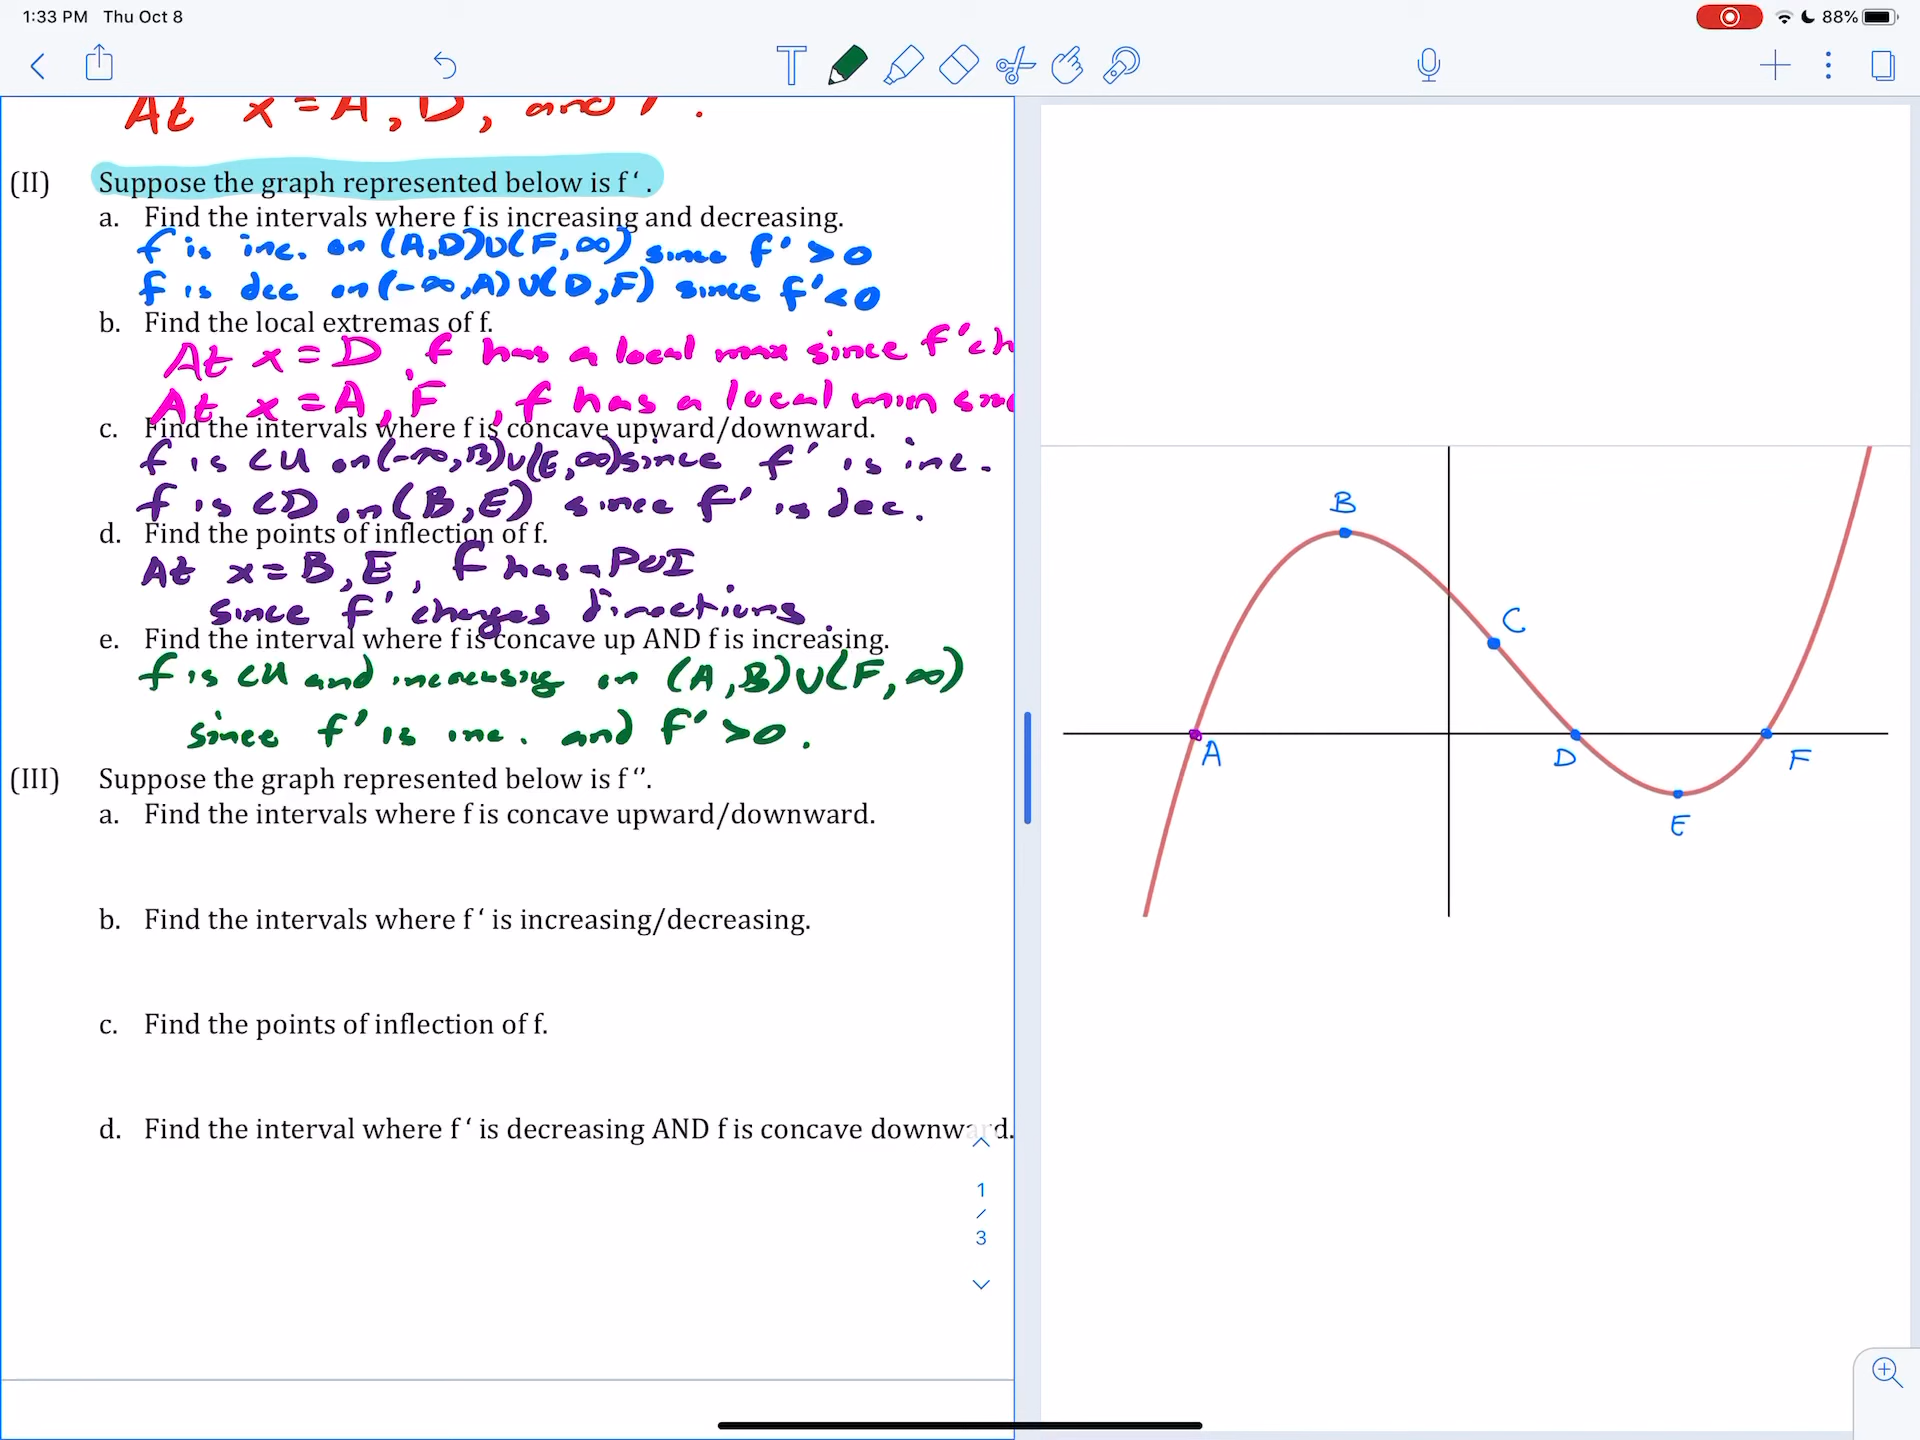 1:33 PM Thu Oct 8
88%
At x = A, D, and F.
(II) Suppose the graph represented below is f ‘ .
a. Find the intervals where f is increasing and decreasing.
f is inc. on (A,D)∪(F,∞) since f' > 0
f is dec on (-∞,A) ∪(D,F) since f' < 0
b. Find the local extremas of f.
At x = D, f has a local max since f' ch
At x = A, F, f has a local min
c. Find the intervals where f is concave upward/downward.
f is CU on (-∞,B)∪(E,∞) since f' is inc.
f is CD on (B,E) since f' is dec.
d. Find the points of inflection of f.
At x = B, E, f has a POI
since f' changes directions.
e. Find the interval where f is concave up AND f is increasing.
f is CU and increasing on (A,B)∪(F,∞)
since f' is inc. and f' > 0.
(III) Suppose the graph represented below is f ‘’.
a. Find the intervals where f is concave upward/downward.
b. Find the intervals where f ‘ is increasing/decreasing.
c. Find the points of inflection of f.
d. Find the interval where f ‘ is decreasing AND f is concave downward.
1
/
3
B
C
A
D
F
E